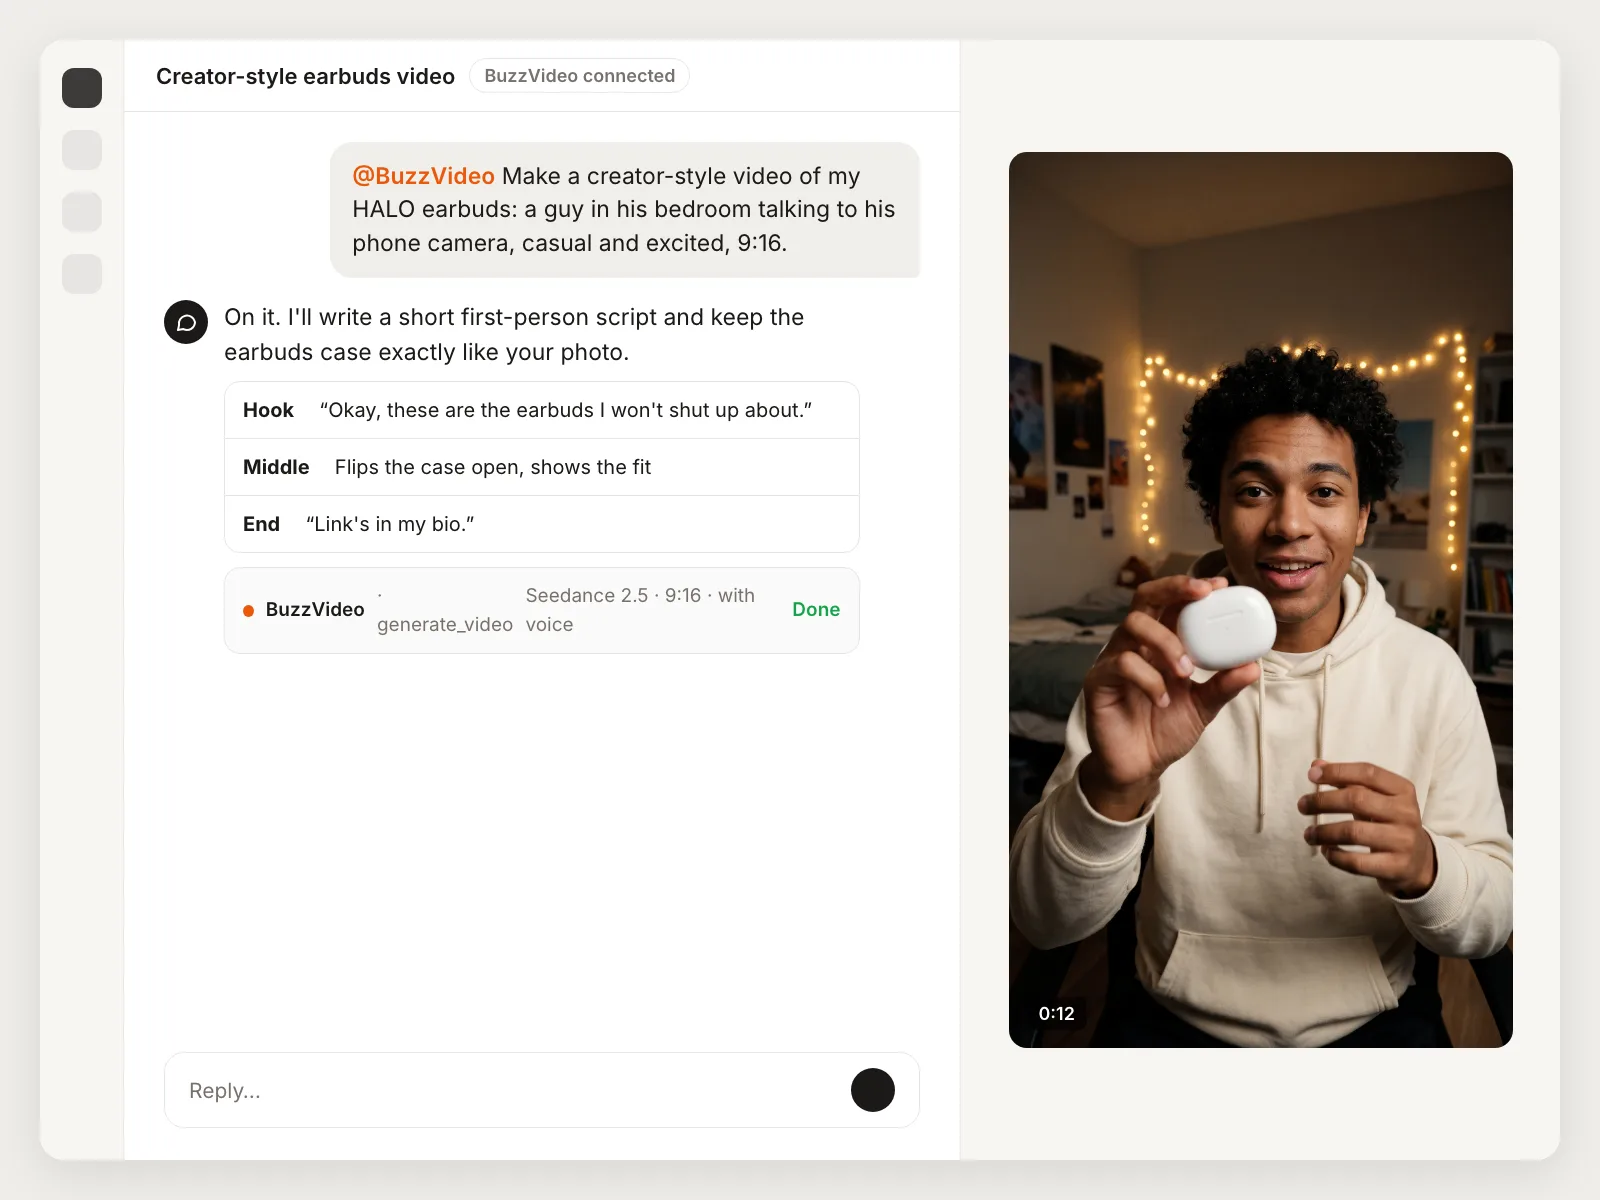 Creator-style earbuds video
BuzzVideo connected
@BuzzVideo Make a creator-style video of my
HALO earbuds: a guy in his bedroom talking to his
phone camera, casual and excited, 9:16.
On it. I'll write a short first-person script and keep the
earbuds case exactly like your photo.
Hook “Okay, these are the earbuds I won't shut up about.”
Middle Flips the case open, shows the fit
End “Link's in my bio.”
BuzzVideo · generate_video Seedance 2.5 · 9:16 · with voice Done
0:12
Reply...